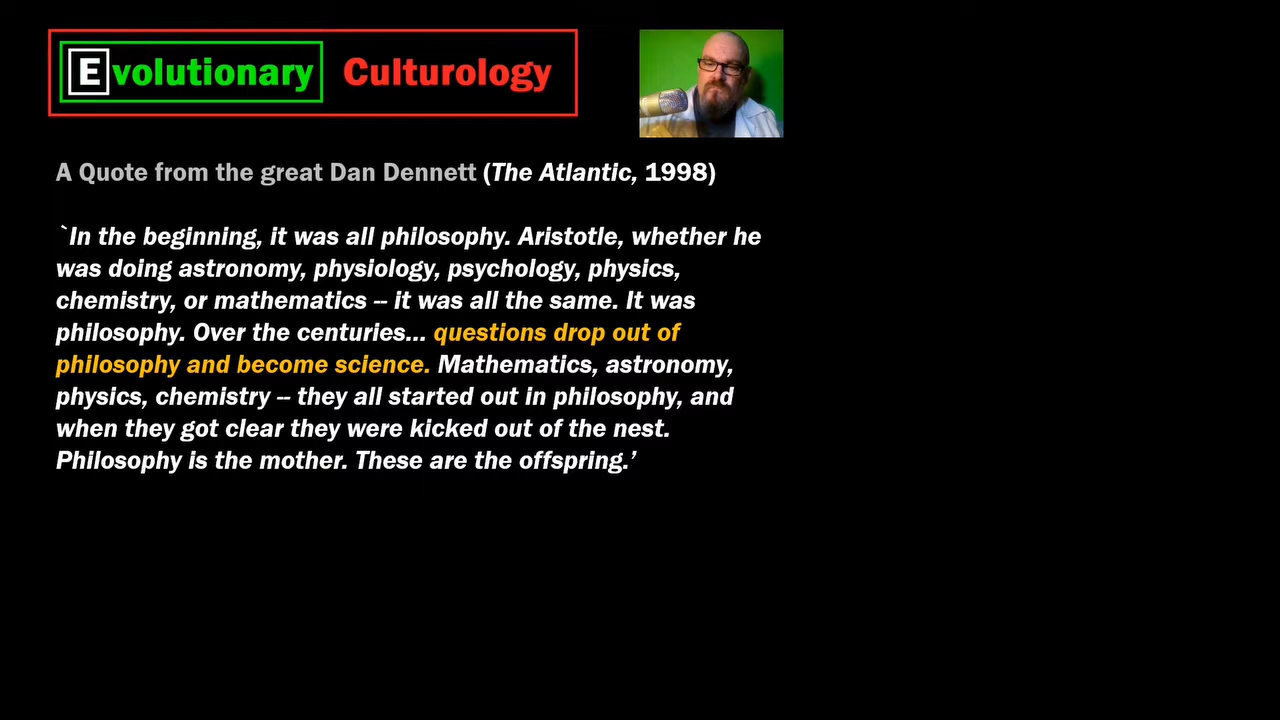 Evolutionary Culturology
A Quote from the great Dan Dennett (The Atlantic, 1998)
`In the beginning, it was all philosophy. Aristotle, whether he
was doing astronomy, physiology, psychology, physics,
chemistry, or mathematics -- it was all the same. It was
philosophy. Over the centuries... questions drop out of
philosophy and become science. Mathematics, astronomy,
physics, chemistry -- they all started out in philosophy, and
when they got clear they were kicked out of the nest.
Philosophy is the mother. These are the offspring.’